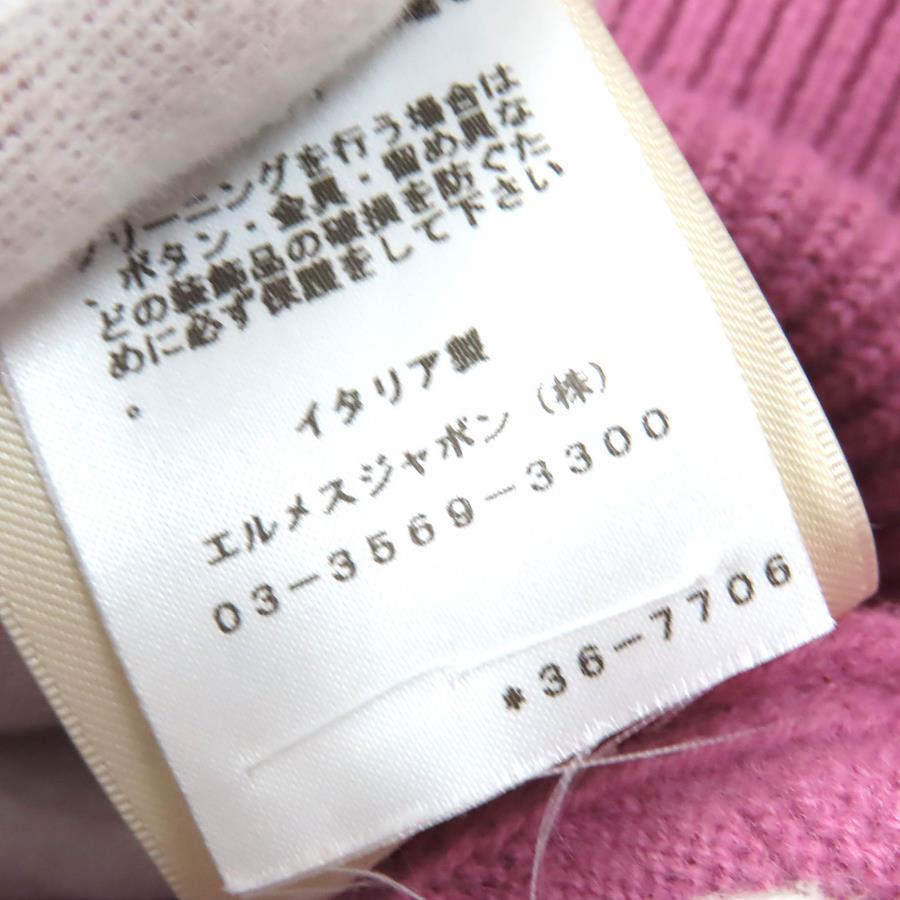 クリーニングを行う場合は
、ボタン・金具・留め具な
どの装飾品の破損を防ぐた
めに必ず保護をして下さい
。
イタリア製
エルメスジャポン（株）
03-3569-3300
*36-7706